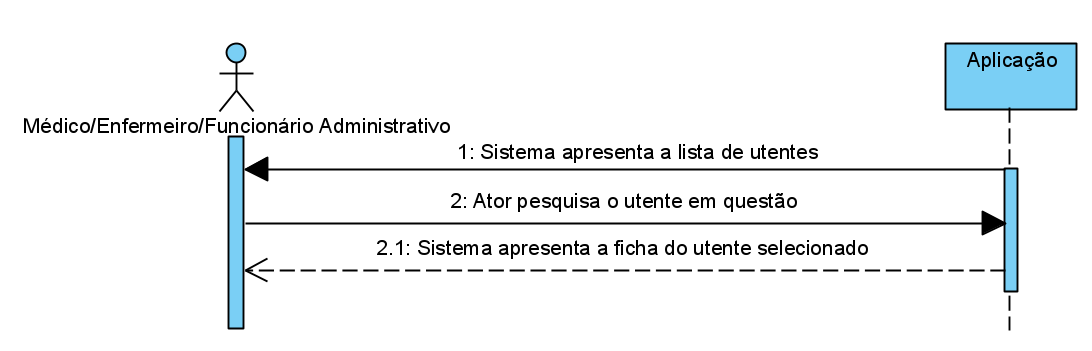 Aplicação
Médico/Enfermeiro/Funcionário Administrativo
1: Sistema apresenta a lista de utentes
2: Ator pesquisa o utente em questão
2.1: Sistema apresenta a ficha do utente selecionado